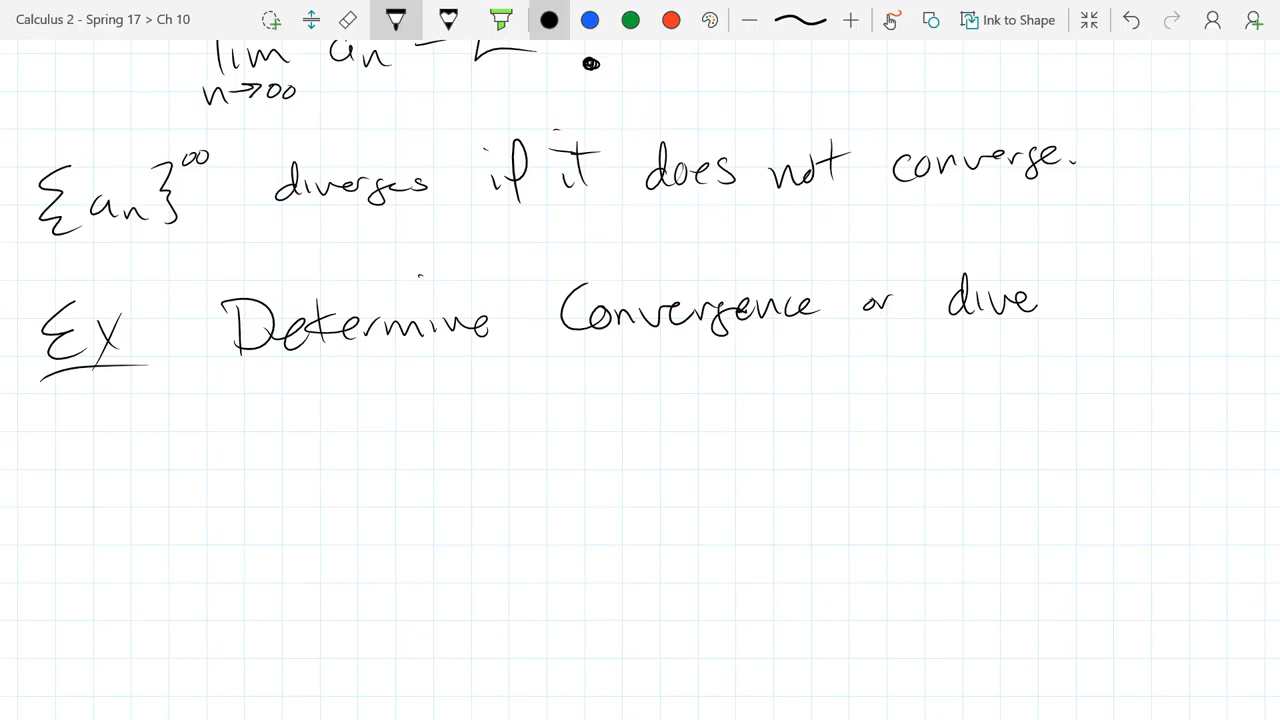 Calculus 2 - Spring 17 > Ch 10
Ink to Shape
lim aₙ = L
n→∞
{aₙ}^∞ diverges if it does not converge.
Ex Determine Convergence or dive